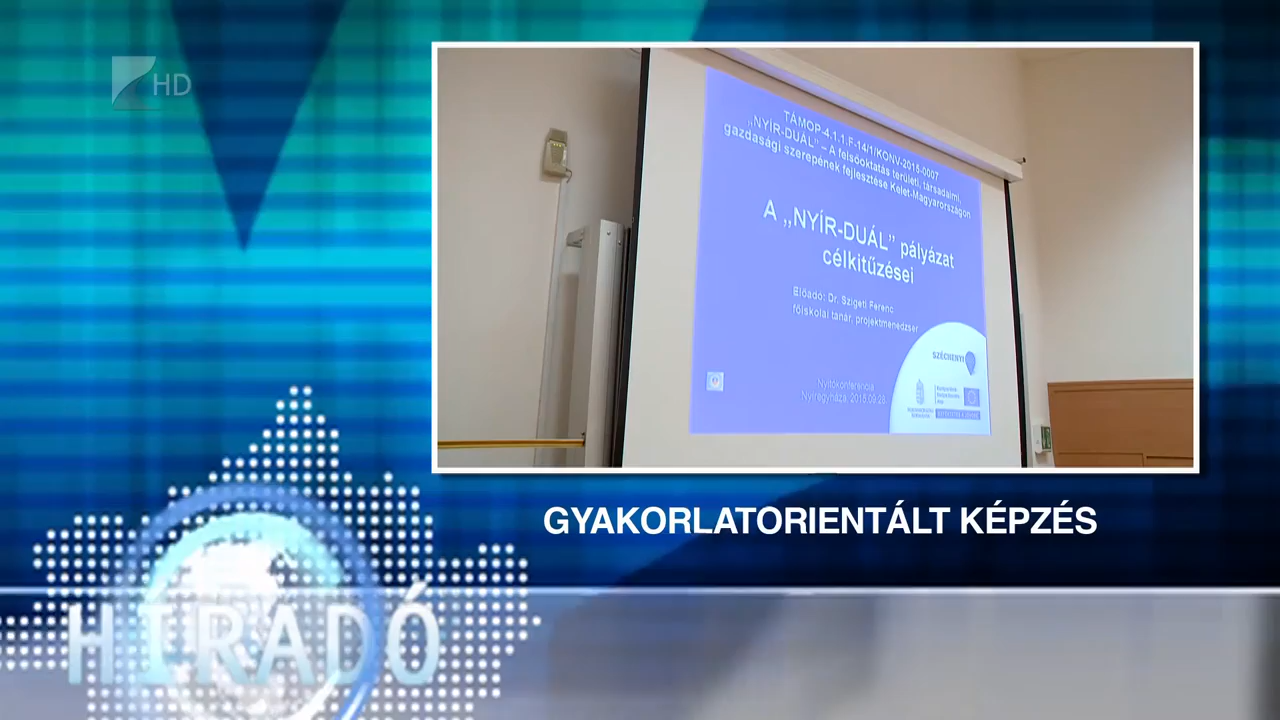 HD
TÁMOP-4.1.1.F-14/1/KONV-2015-0007
„NYÍR-DUÁL” – A felsőoktatás területi, társadalmi,
gazdasági szerepének fejlesztése Kelet-Magyarországon
A „NYÍR-DUÁL” pályázat
célkitűzései
Előadó: Dr. Szigeti Ferenc
főiskolai tanár, projektmenedzser
SZÉCHENYI
Nyitókonferencia
Nyíregyháza, 2015.09.28.
GYAKORLATORIENTÁLT KÉPZÉS
HÍRADÓ